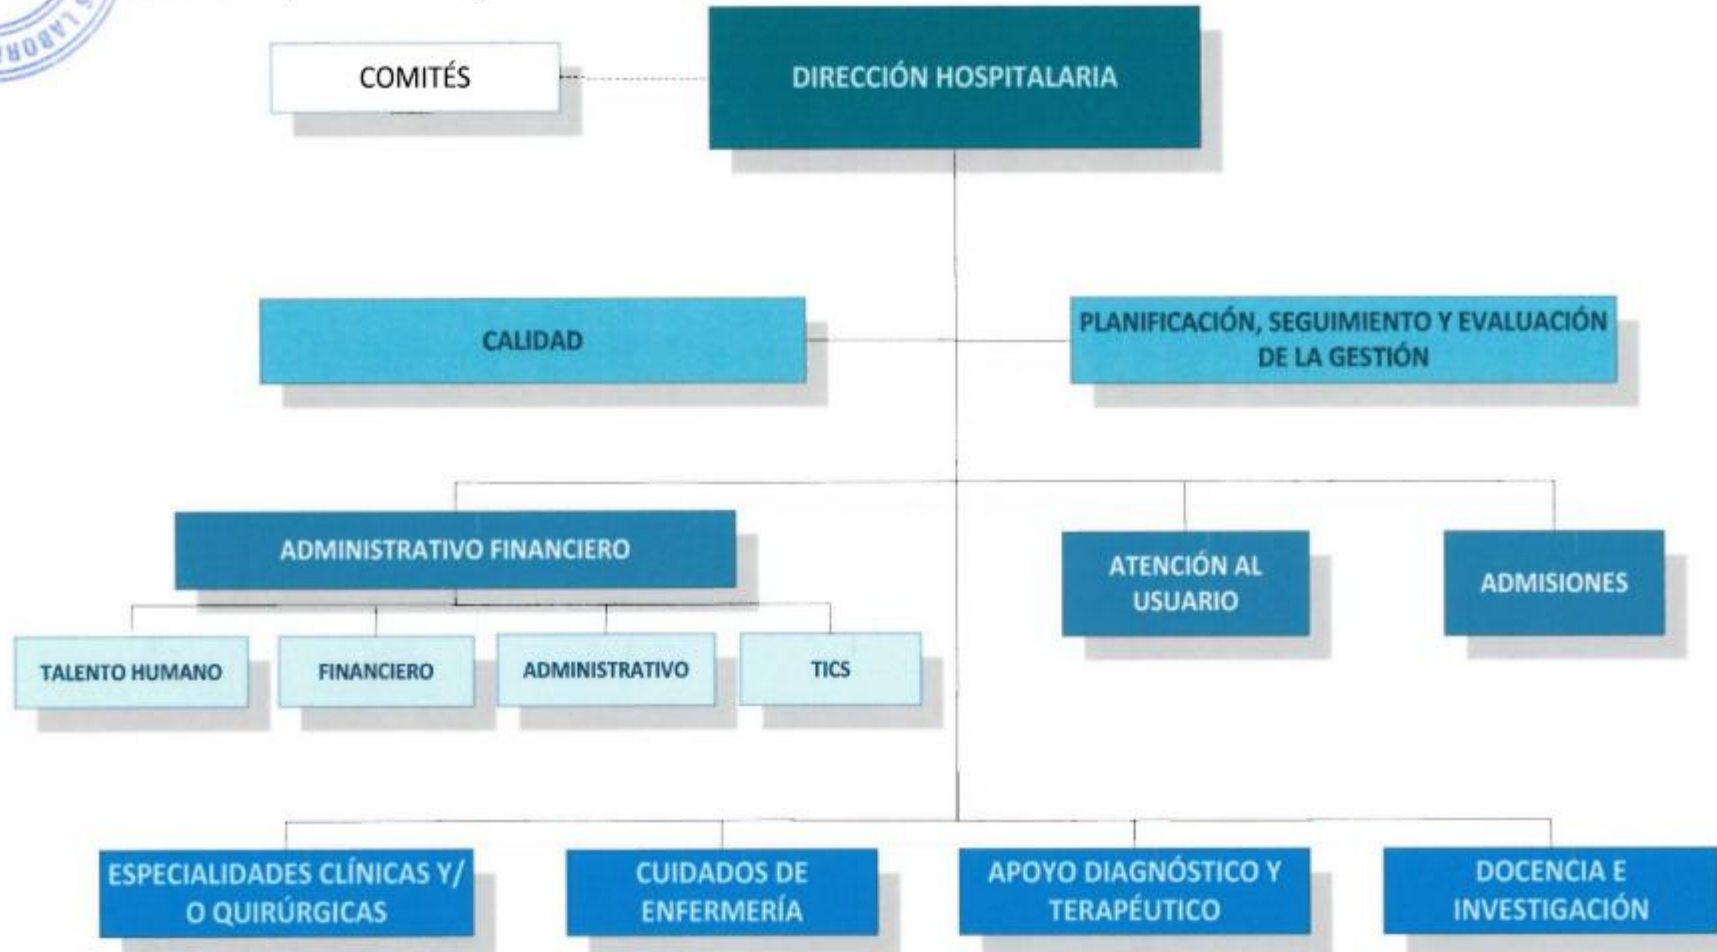 COMITÉS
DIRECCIÓN HOSPITALARIA
CALIDAD
PLANIFICACIÓN, SEGUIMIENTO Y EVALUACIÓN
DE LA GESTIÓN
ADMINISTRATIVO FINANCIERO
ATENCIÓN AL
USUARIO
ADMISIONES
TALENTO HUMANO
FINANCIERO
ADMINISTRATIVO
TICS
ESPECIALIDADES CLÍNICAS Y/
O QUIRÚRGICAS
CUIDADOS DE
ENFERMERÍA
APOYO DIAGNÓSTICO Y
TERAPÉUTICO
DOCENCIA E
INVESTIGACIÓN